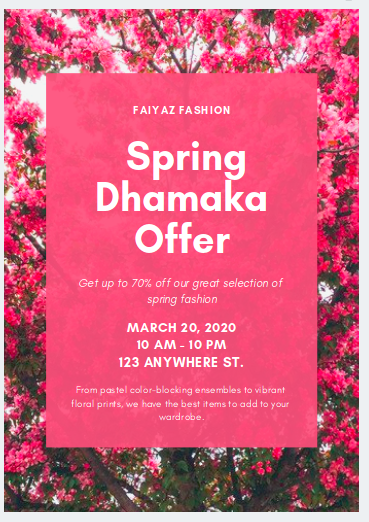 FAIYAZ FASHION
Spring
Dhamaka
Offer
Get up to 70% off our great selection of
spring fashion
MARCH 20, 2020
10 AM - 10 PM
123 ANYWHERE ST.
From pastel color-blocking ensembles to vibrant
floral prints, we have the best items to add to your
wardrobe.